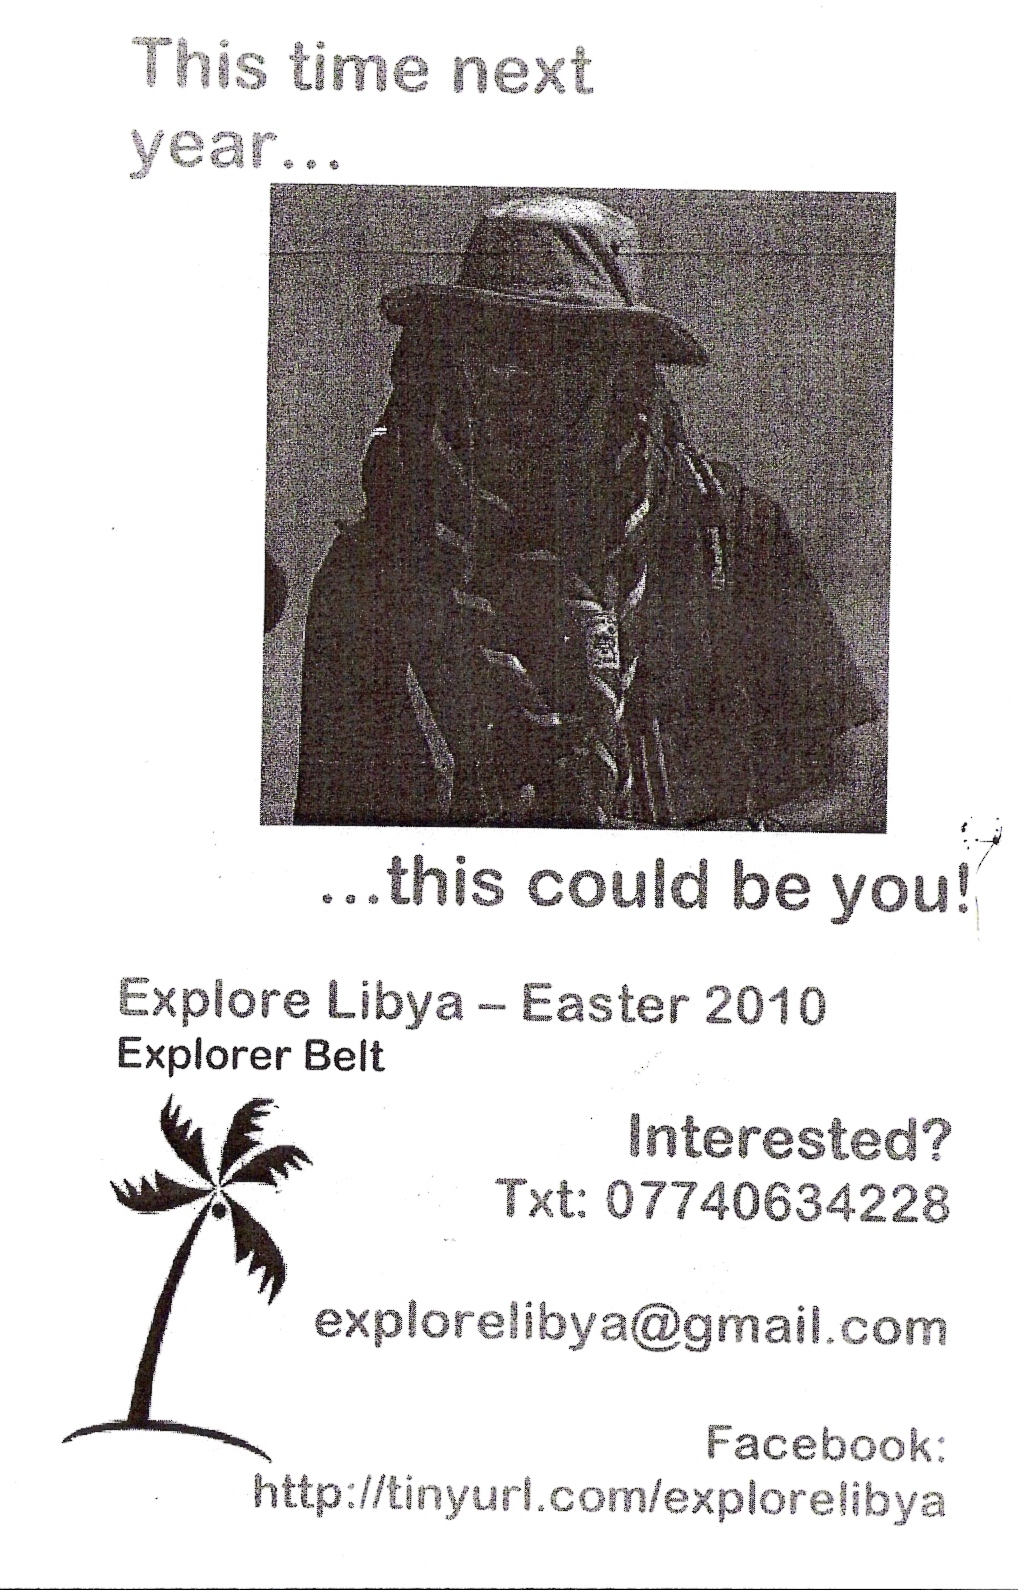 This time next
year...
...this could be you!
Explore Libya – Easter 2010
Explorer Belt
Interested?
Txt: 07740634228
explorelibya@gmail.com
Facebook:
http://tinyurl.com/explorelibya